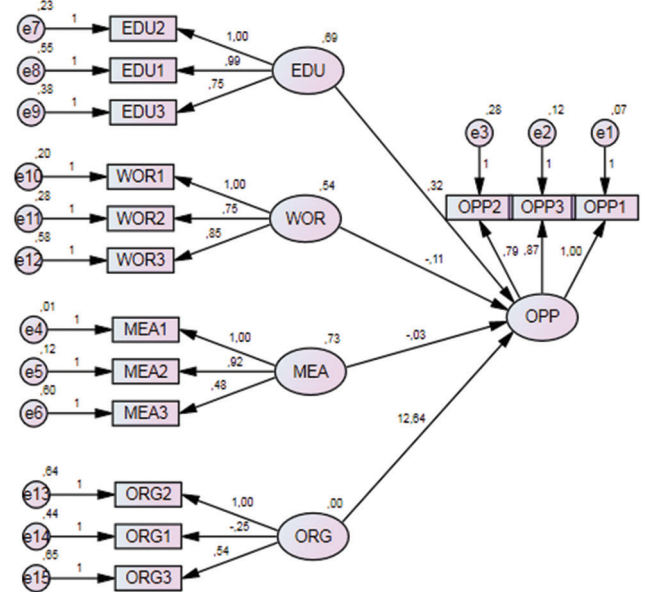 ,23
e7 1 EDU2
1,00
,69
,55
e8 1 EDU1 ,99 EDU
,38
e9 1 EDU3 ,75
,28 ,12 ,07
e3 e2 e1
1 1 1
,20
e10 1 WOR1
1,00
,54
,32
OPP2 OPP3 OPP1
,28
e11 1 WOR2 ,75 WOR
,58
e12 1 WOR3 ,85
-,11
,79 ,87 1,00
OPP
,01
e4 1 MEA1
1,00
,73
-,03
,12
e5 1 MEA2 ,92 MEA
,60
e6 1 MEA3 ,48
12,64
,64
e13 1 ORG2
1,00
,00
,44
e14 1 ORG1 -,25 ORG
,65
e15 1 ORG3 ,54